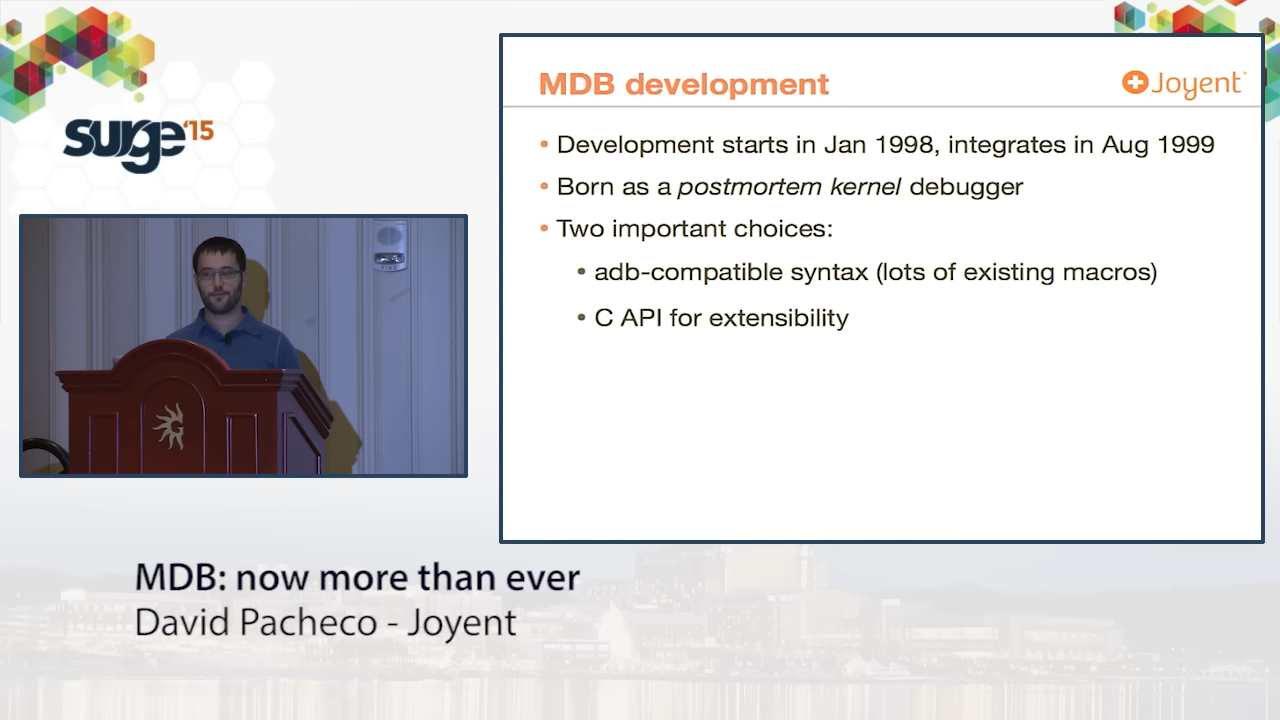 surge '15
MDB development
Joyent
• Development starts in Jan 1998, integrates in Aug 1999
• Born as a postmortem kernel debugger
• Two important choices:
• adb-compatible syntax (lots of existing macros)
• C API for extensibility
FIRE
G
MDB: now more than ever
David Pacheco - Joyent